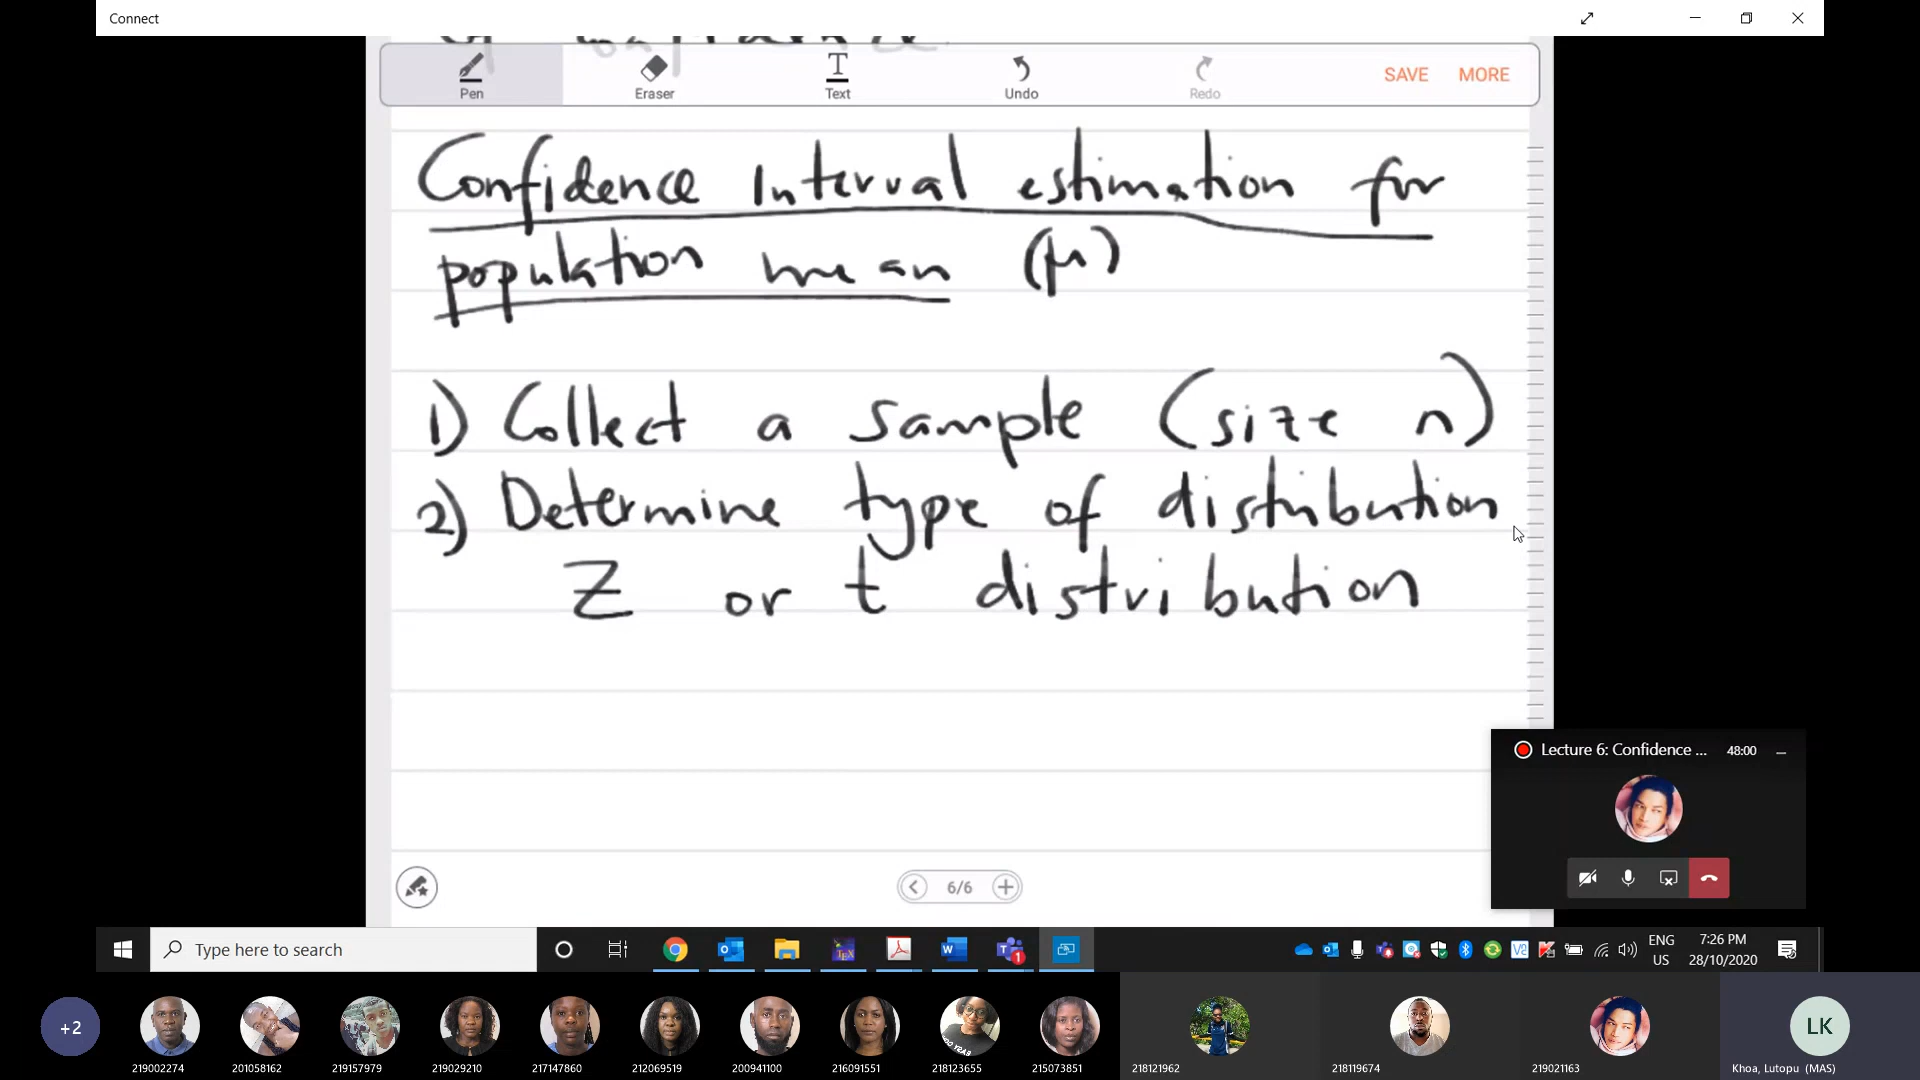 Connect
Pen
Eraser
Text
Undo
Redo
SAVE
MORE
Confidence Interval estimation for
population mean (μ)
1) Collect a sample (size n)
2) Determine type of distribution
Z or t distribution
Lecture 6: Confidence ...
48:00
6/6
Type here to search
ENG
US
7:26 PM
28/10/2020
+2
219002274
201058162
219157979
219029210
217147860
212069519
200941100
216091551
218123655
215073851
218121962
218119674
219021163
LK
Khoa, Lutopu (MAS)